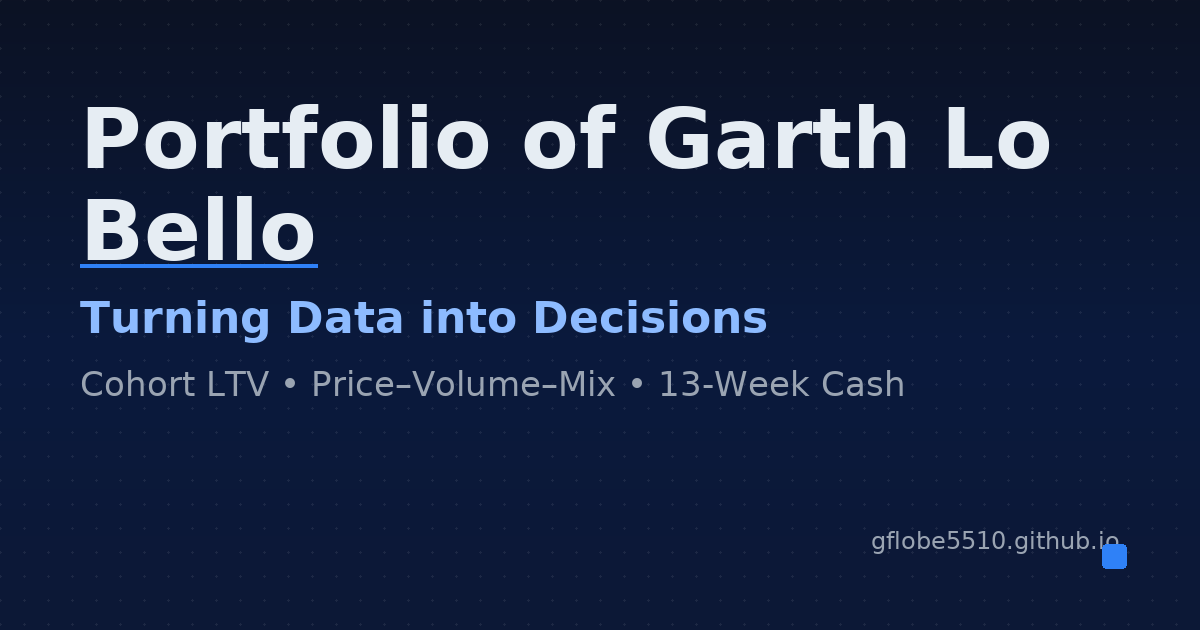 Portfolio of Garth Lo
Bello
Turning Data into Decisions
Cohort LTV • Price–Volume–Mix • 13-Week Cash
gflobe5510.github.io